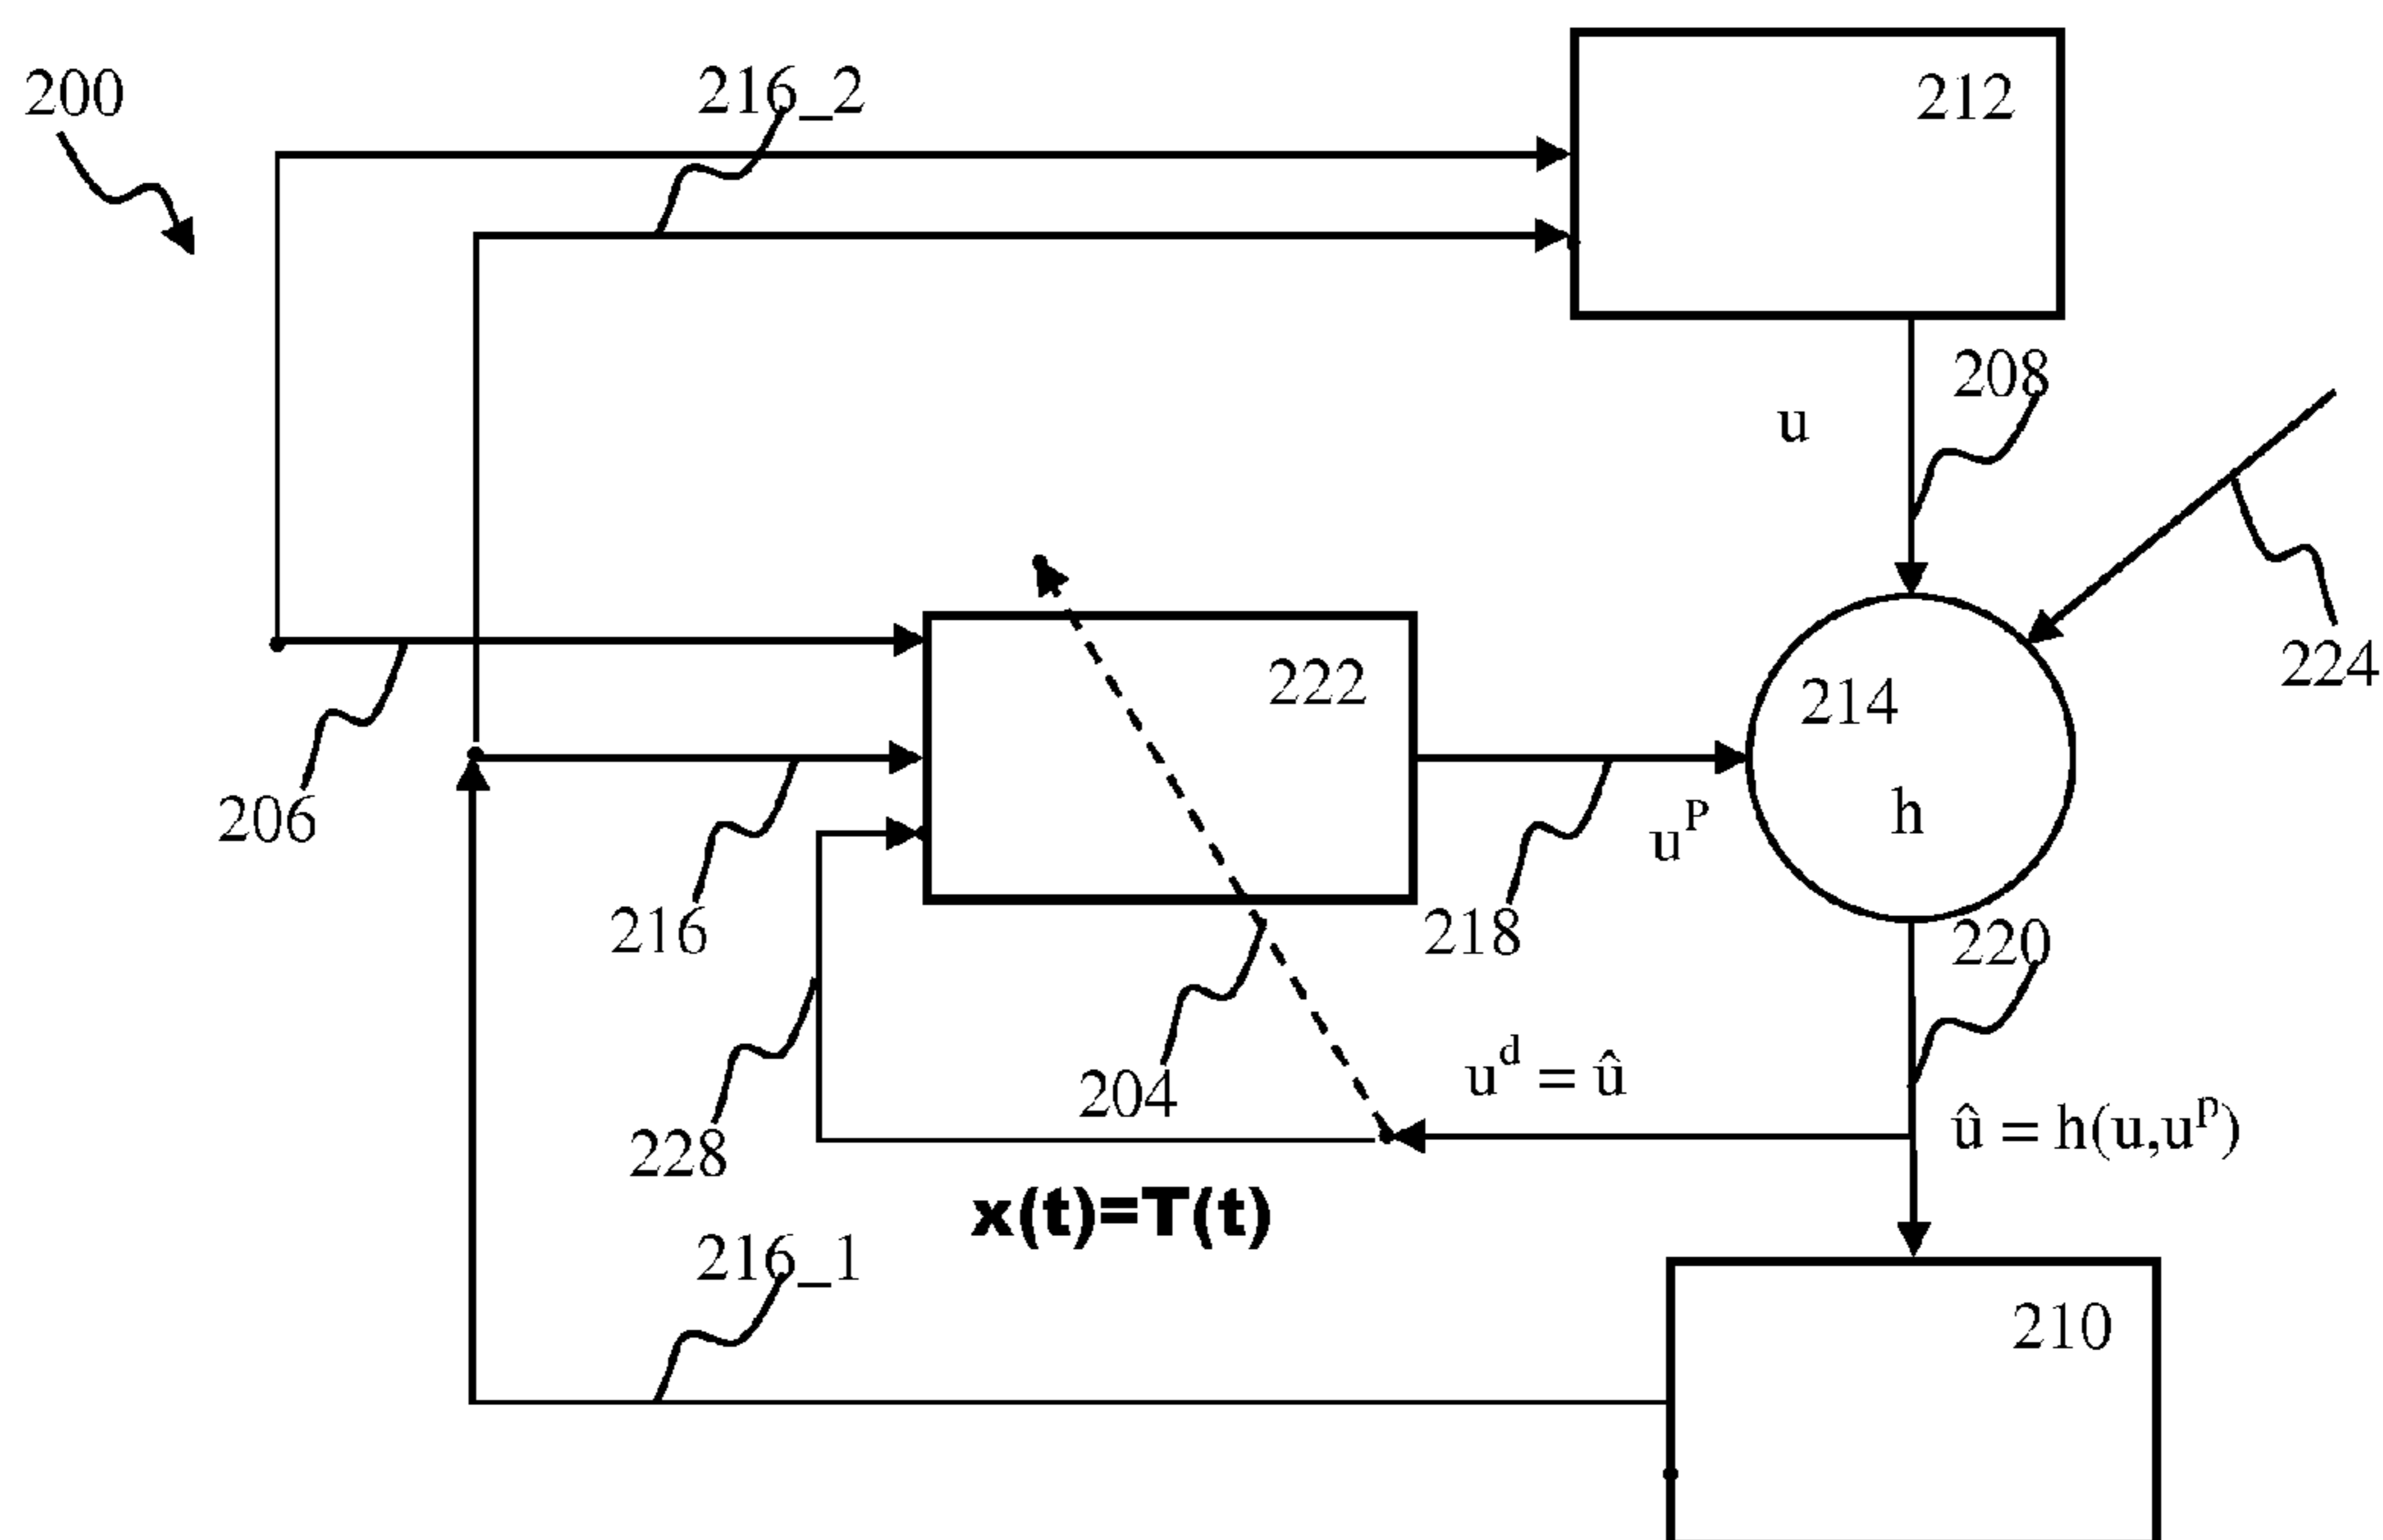 200
216_2
212
208
u
224
222
214
h
206
216
218
u^P
220
204
u^d = û
û = h(u,u^p)
228
x(t)=T(t)
216_1
210